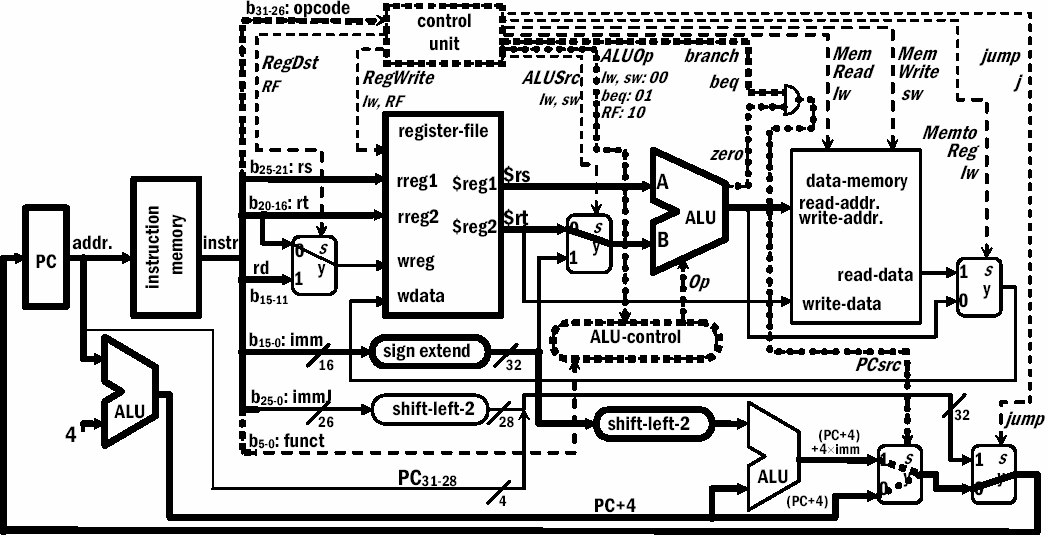 b31-26: opcode
control
unit
RegDst
RF
RegWrite
lw, RF
ALUSrc
lw, sw
ALUOp
lw, sw: 00
beq: 01
RF: 10
branch
beq
zero
Mem
Read
lw
Mem
Write
sw
jump
j
Memto
Reg
lw
register-file
b25-21: rs
rreg1
$reg1
$rs
A
b20-16: rt
rreg2
$reg2
$rt
ALU
B
data-memory
read-addr.
write-addr.
read-data
write-data
PC
addr.
instruction
memory
instr
0
s
y
1
rd
b15-11
wreg
wdata
0
s
y
1
Op
1
s
y
0
b15-0: imm
16
sign extend
32
ALU-control
PCsrc
ALU
4
b25-0: imml
26
shift-left-2
28
shift-left-2
32
jump
b5-0: funct
ALU
(PC+4)
+4×imm
(PC+4)
1
s
y
0
1
s
y
0
PC31-28
4
PC+4